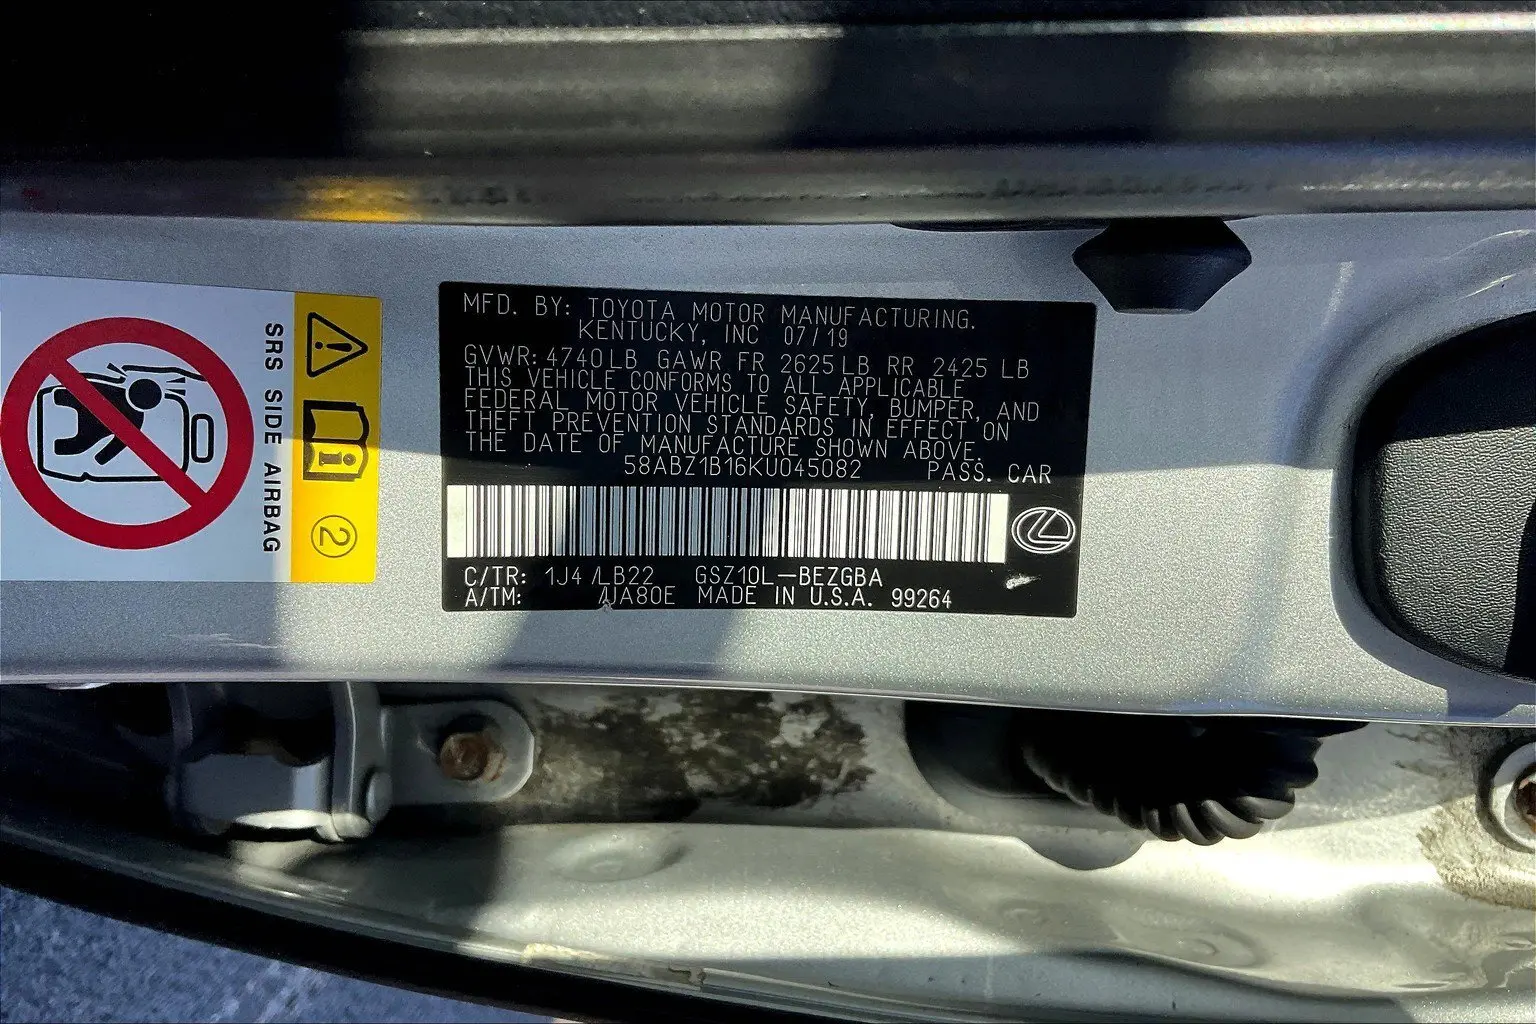 MFD. BY: TOYOTA MOTOR MANUFACTURING.
KENTUCKY, INC 07/19
GVWR: 4740LB GAWR FR 2625LB RR 2425 LB
THIS VEHICLE CONFORMS TO ALL APPLICABLE
FEDERAL MOTOR VEHICLE SAFETY, BUMPER, AND
THEFT PREVENTION STANDARDS IN EFFECT ON
THE DATE OF MANUFACTURE SHOWN ABOVE.
58ABZ1B16KU045082 PASS. CAR
C/TR: 1J4 /LB22 GSZ10L-BEZGBA
A/TM: /UA80E MADE IN U.S.A. 99264
SRS SIDE AIRBAG
2